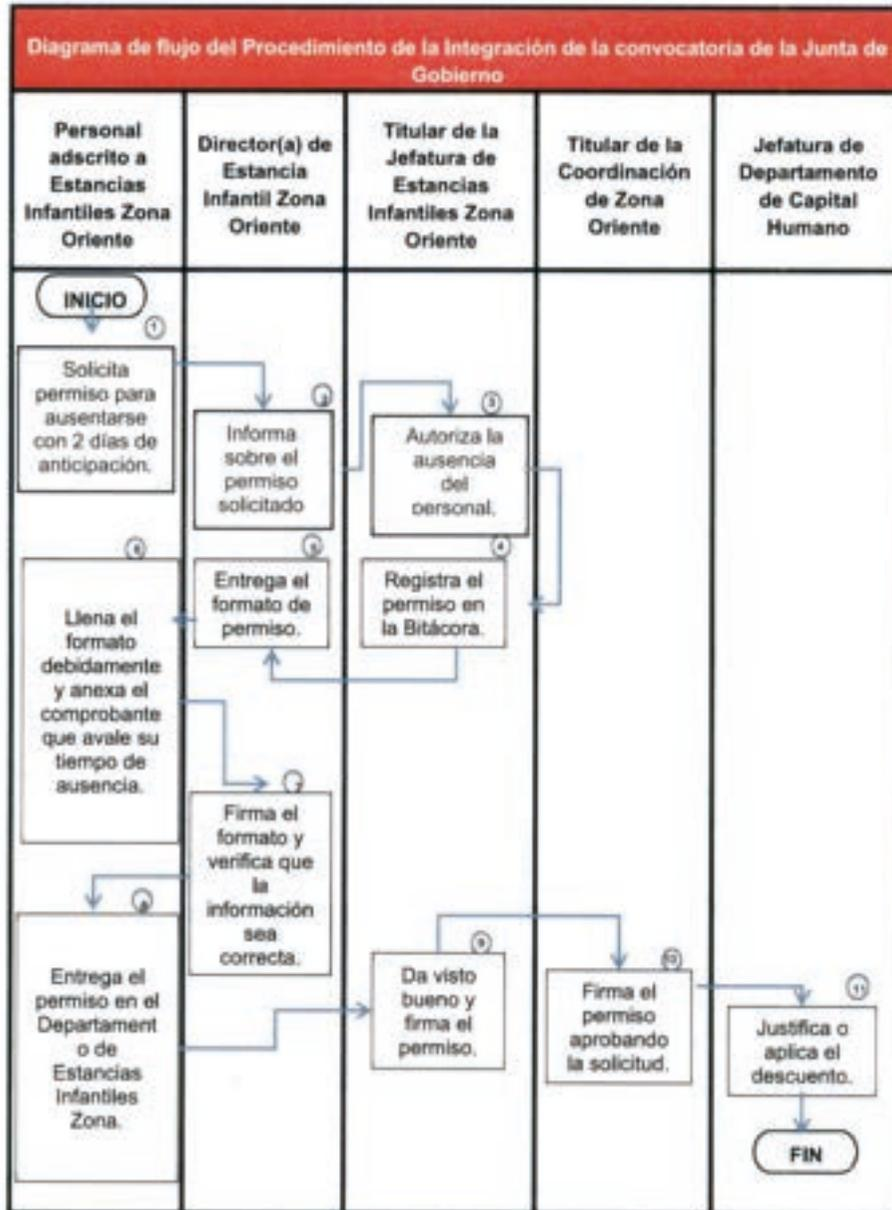 Diagrama de flujo del Procedimiento de la Integración de la convocatoria de la Junta de
Gobierno
Personal
adscrito a
Estancias
Infantiles Zona
Oriente
Director(a) de
Estancia
Infantil Zona
Oriente
Titular de la
Jefatura de
Estancias
Infantiles Zona
Oriente
Titular de la
Coordinación
de Zona
Oriente
Jefatura de
Departamento
de Capital
Humano
INICIO
1
Solicita
permiso para
ausentarse
con 2 días de
anticipación.
2
Informa
sobre el
permiso
solicitado
3
Autoriza la
ausencia
del
personal.
4
Registra el
permiso en
la Bitácora.
5
Entrega el
formato de
permiso.
6
Llena el
formato
debidamente
y anexa el
comprobante
que avale su
tiempo de
ausencia.
7
Firma el
formato y
verifica que
la
información
sea
correcta.
8
Entrega el
permiso en el
Departament
o de
Estancias
Infantiles
Zona.
9
Da visto
bueno y
firma el
permiso.
10
Firma el
permiso
aprobando
la solicitud.
11
Justifica o
aplica el
descuento.
FIN